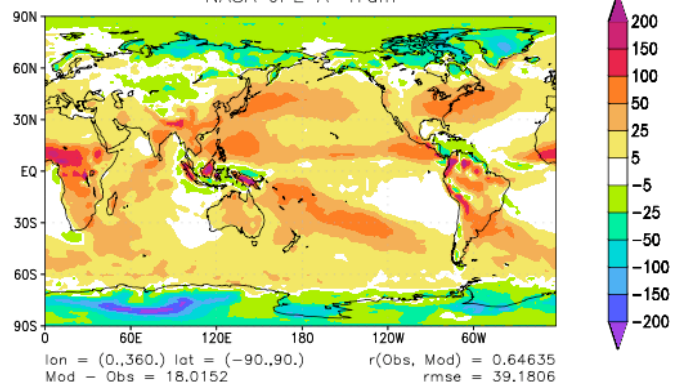 90N
60N
30N
EQ
30S
60S
90S
0 60E 120E 180 120W 60W
200
150
100
50
25
5
−5
−25
−50
−100
−200
lon = (0.,360.) lat = (−90.,90.) r(Obs, Mod) = 0.64635
Mod − Obs = 18.0152 rmse = 39.1806